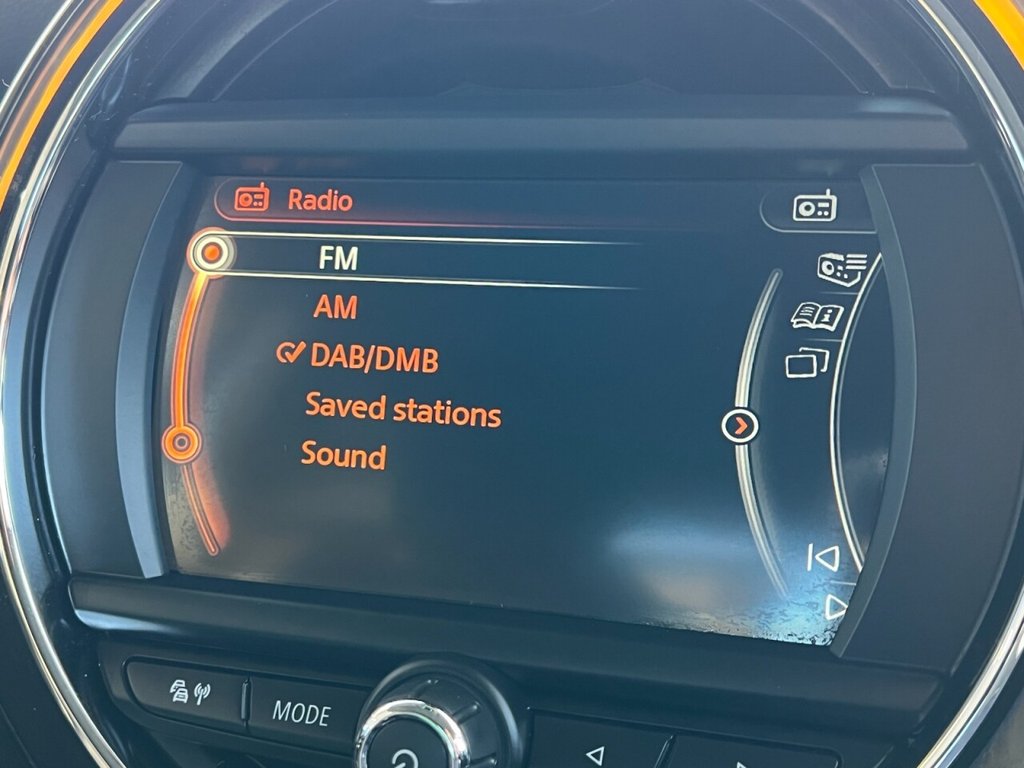 Radio
FM
AM
DAB/DMB
Saved stations
Sound
MODE